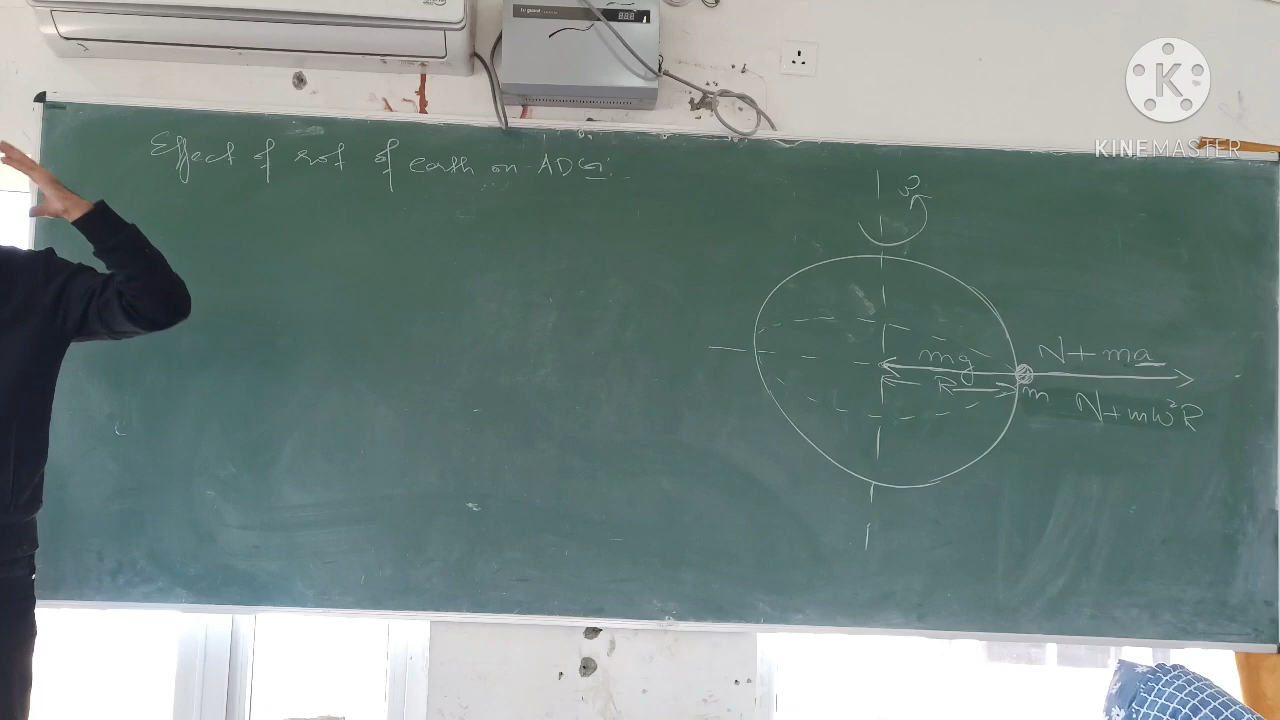 Effect of rot of earth on ADG:
ω
mg
N + ma
R
m
N + mω²R
K
KINEMASTER